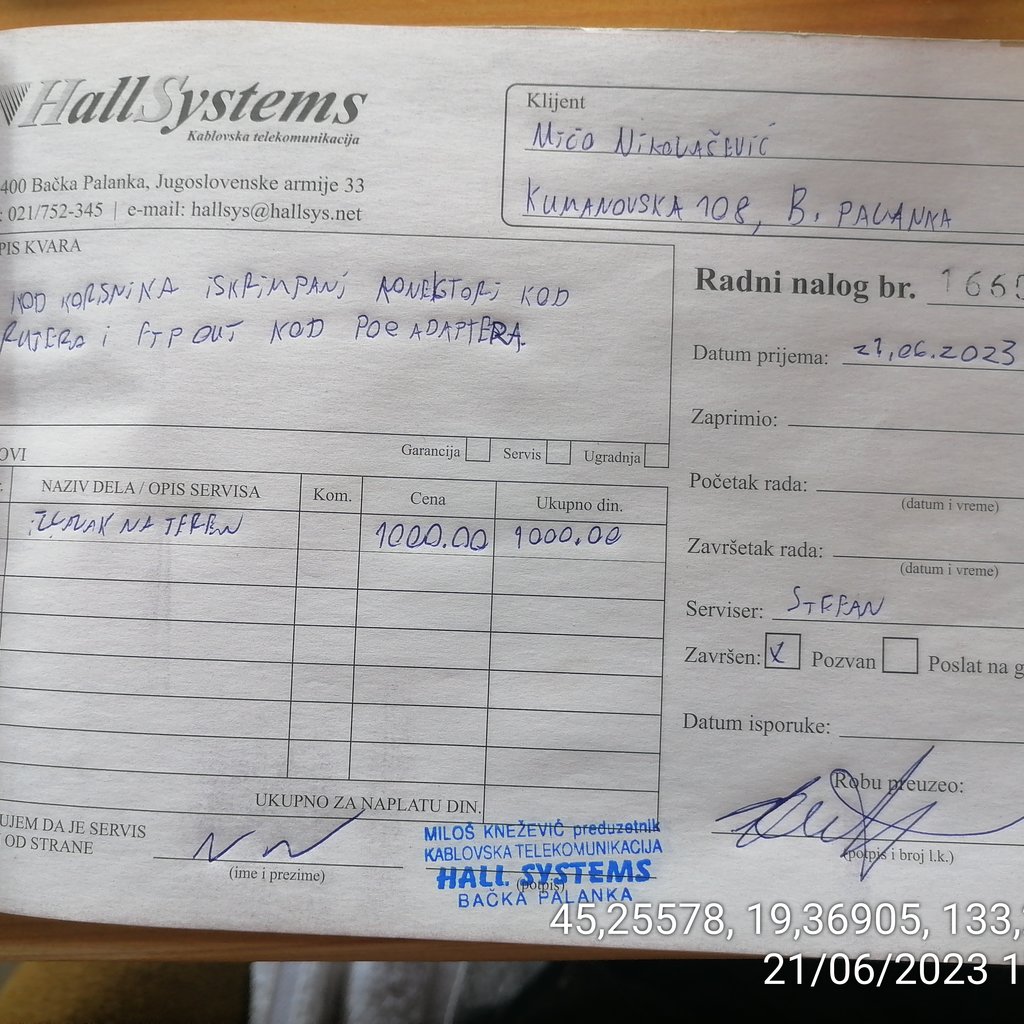 HallSystems
Kablovska telekomunikacija
400 Bačka Palanka, Jugoslovenske armije 33
: 021/752-345 | e-mail: hallsys@hallsys.net
Klijent
MIĆO NIKOLAŠEVIĆ
KUMANOVSKA 108, B. PALANKA
PIS KVARA
KOD KORSNIKA ISKRIMPANI KONEKTORI KOD
RUTERA I FTP OUT KOD POE ADAPTERA.
Radni nalog br. 1665
Datum prijema: 21.06.2023
Zaprimio:
Početak rada:
(datum i vreme)
Završetak rada:
(datum i vreme)
Serviser: STEFAN
Završen: X Pozvan Poslat na g
Datum isporuke:
Robu preuzeo:
(potpis i broj l.k.)
OVI
Garancija Servis Ugradnja
NAZIV DELA / OPIS SERVISA Kom. Cena Ukupno din.
NA TEREN 1000.00 1000.00
UKUPNO ZA NAPLATU DIN.
UJEM DA JE SERVIS
OD STRANE
(ime i prezime)
(potpis)
MILOŠ KNEŽEVIĆ preduzetnik
KABLOVSKA TELEKOMUNIKACIJA
HALL SYSTEMS
BAČKA PALANKA
45,25578, 19,36905, 133,
21/06/2023 1